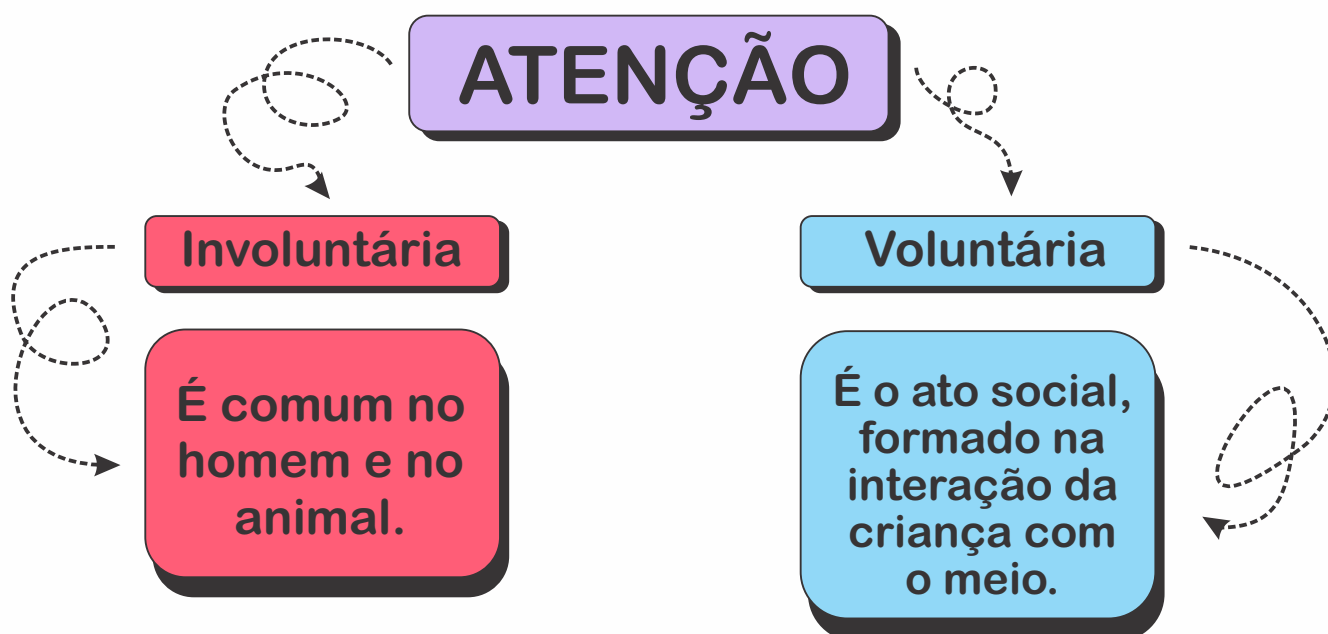 ATENÇÃO
Involuntária
É comum no
homem e no
animal.
Voluntária
É o ato social,
formado na
interação da
criança com
o meio.